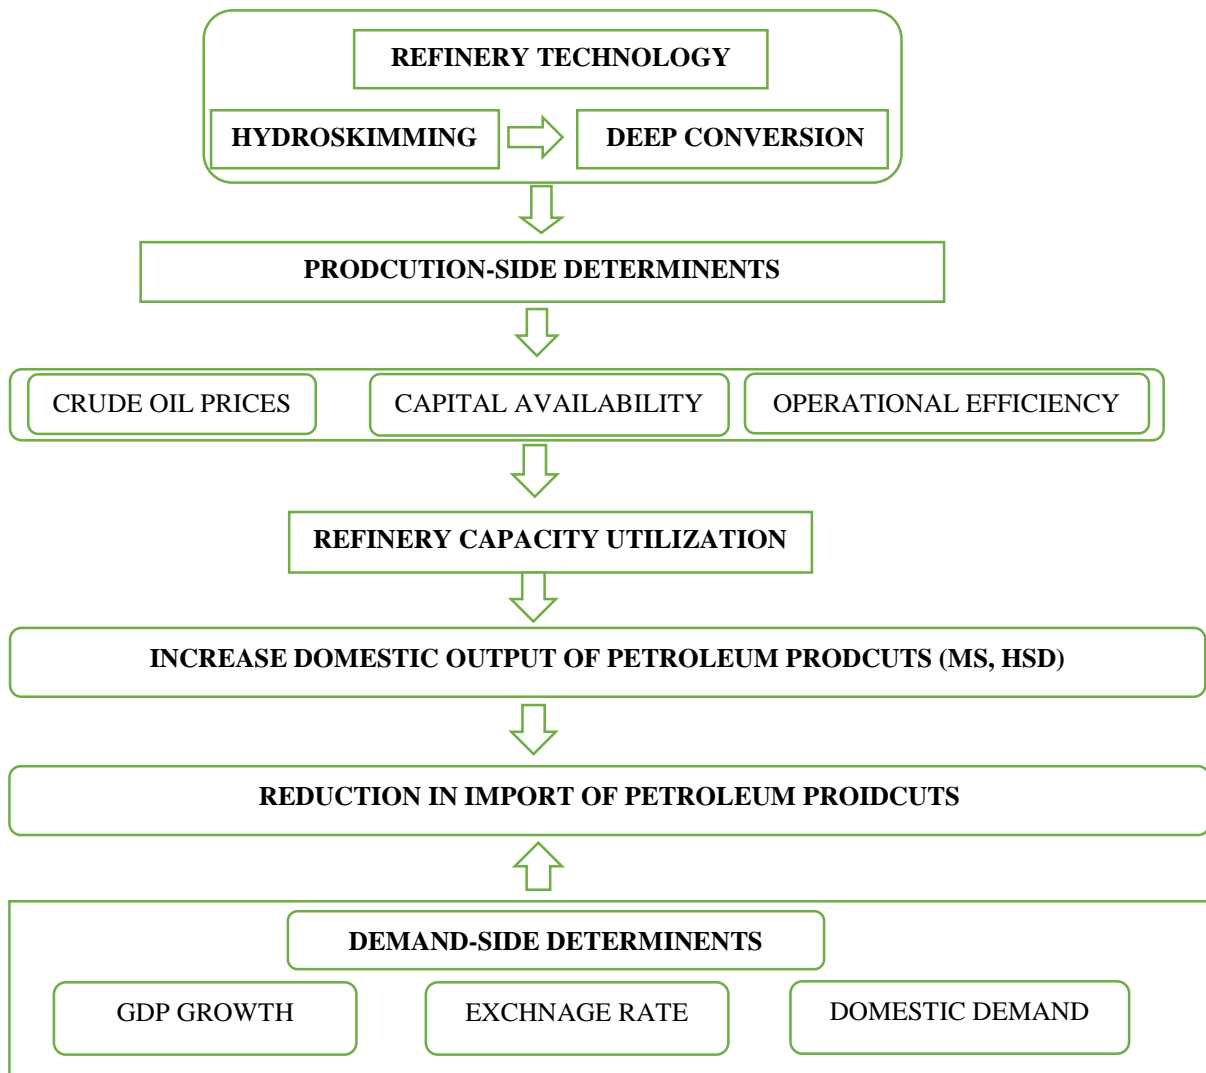 REFINERY TECHNOLOGY
HYDROSKIMMING
DEEP CONVERSION
PRODCUTION-SIDE DETERMINENTS
CRUDE OIL PRICES
CAPITAL AVAILABILITY
OPERATIONAL EFFICIENCY
REFINERY CAPACITY UTILIZATION
INCREASE DOMESTIC OUTPUT OF PETROLEUM PRODCUTS (MS, HSD)
REDUCTION IN IMPORT OF PETROLEUM PROIDCUTS
DEMAND-SIDE DETERMINENTS
GDP GROWTH
EXCHNAGE RATE
DOMESTIC DEMAND